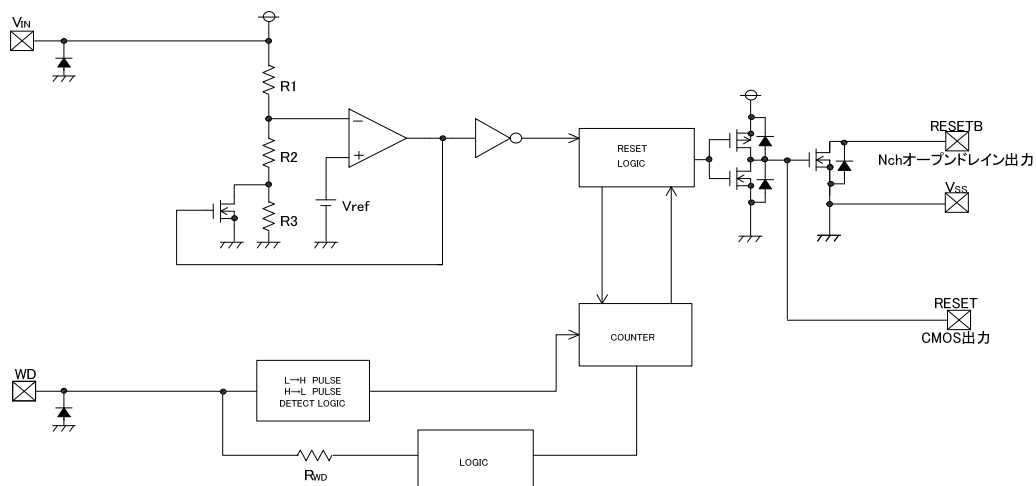 VIN
R1
R2
R3
−
+
Vref
RESET
LOGIC
RESETB
Nchオープンドレイン出力
VSS
RESET
CMOS出力
COUNTER
WD
L→H PULSE
H→L PULSE
DETECT LOGIC
RWD
LOGIC